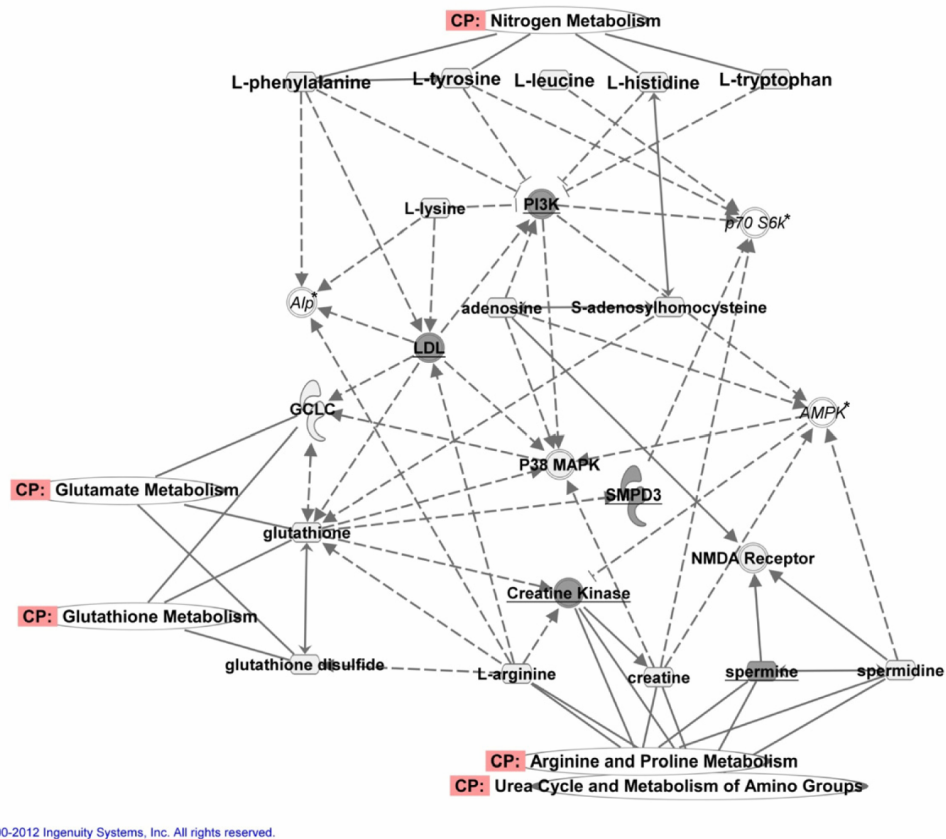 CP: Nitrogen Metabolism
L-phenylalanine L-tyrosine L-leucine L-histidine L-tryptophan
L-lysine PI3K p70 S6k*
Alp* adenosine S-adenosylhomocysteine
LDL
GCLC AMPK*
P38 MAPK
CP: Glutamate Metabolism SMPD3
glutathione
NMDA Receptor
Creatine Kinase
CP: Glutathione Metabolism
glutathione disulfide L-arginine creatine spermine spermidine
CP: Arginine and Proline Metabolism
CP: Urea Cycle and Metabolism of Amino Groups
0-2012 Ingenuity Systems, Inc. All rights reserved.